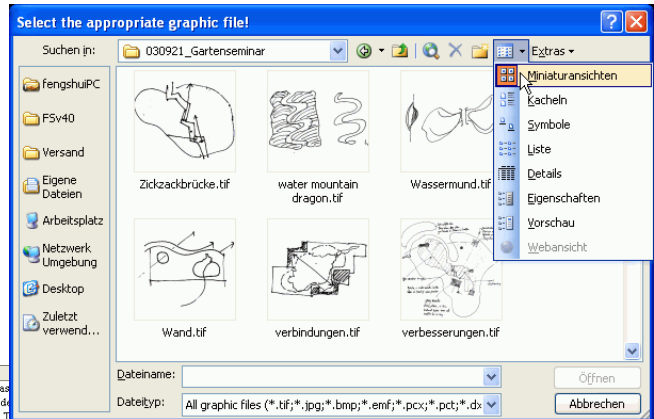 Select the appropriate graphic file!
Suchen in:
030921_Gartenseminar
Extras
fengshuiPC
FSv40
Versand
Eigene
Dateien
Arbeitsplatz
Netzwerk
Umgebung
Desktop
Zuletzt
verwend...
Zickzackbrücke.tif
water mountain
dragon.tif
Wassermund.tif
Wand.tif
verbindungen.tif
verbesserungen.tif
Miniaturansichten
Kacheln
Symbole
Liste
Details
Eigenschaften
Vorschau
Webansicht
Dateiname:
Öffnen
Dateityp:
All graphic files (*.tif;*.jpg;*.bmp;*.emf;*.pcx;*.pct;*.dx
Abbrechen